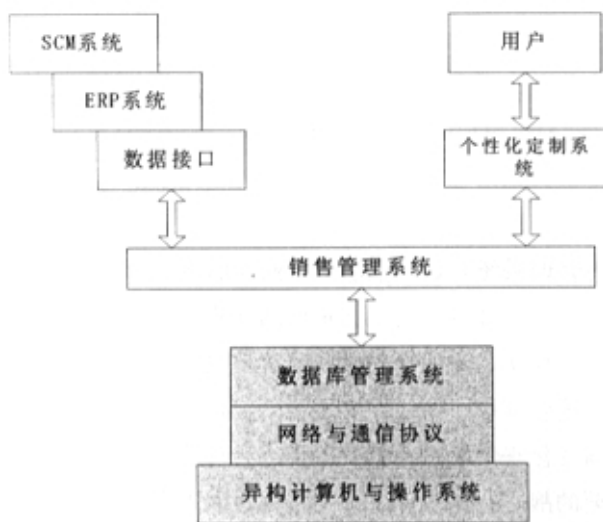 SCM系统
ERP系统
数据接口
用户
个性化定制系
统
销售管理系统
数据库管理系统
网络与通信协议
异构计算机与操作系统